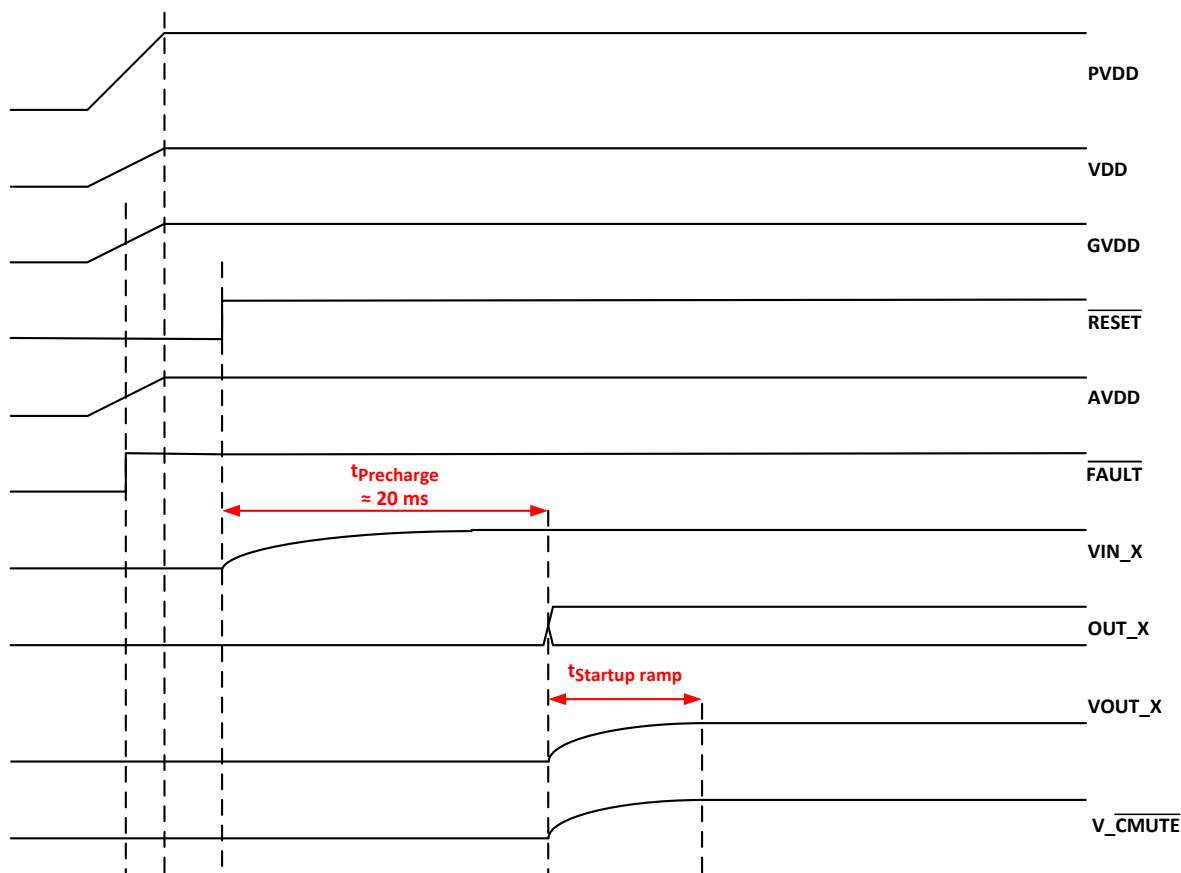 PVDD
VDD
GVDD
RESET
AVDD
FAULT
tPrecharge
≈ 20 ms
VIN_X
OUT_X
tStartup ramp
VOUT_X
V_CMUTE